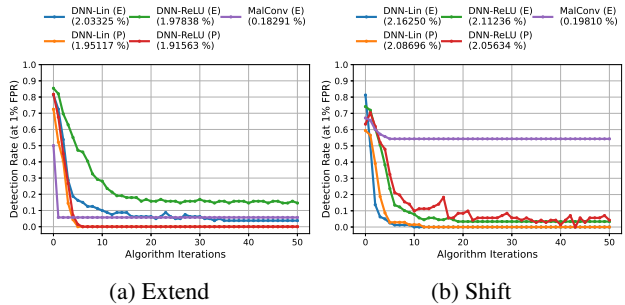 DNN-Lin (E)
(2.03325 %)
DNN-ReLU (E)
(1.97838 %)
MalConv (E)
(0.18291 %)
DNN-Lin (P)
(1.95117 %)
DNN-ReLU (P)
(1.91563 %)
Detection Rate (at 1% FPR)
1.0
0.9
0.8
0.7
0.6
0.5
0.4
0.3
0.2
0.1
0.0
0 10 20 30 40 50
Algorithm Iterations
(a) Extend
DNN-Lin (E)
(2.16250 %)
DNN-ReLU (E)
(2.11236 %)
MalConv (E)
(0.19810 %)
DNN-Lin (P)
(2.08696 %)
DNN-ReLU (P)
(2.05634 %)
Detection Rate (at 1% FPR)
1.0
0.9
0.8
0.7
0.6
0.5
0.4
0.3
0.2
0.1
0.0
0 10 20 30 40 50
Algorithm Iterations
(b) Shift